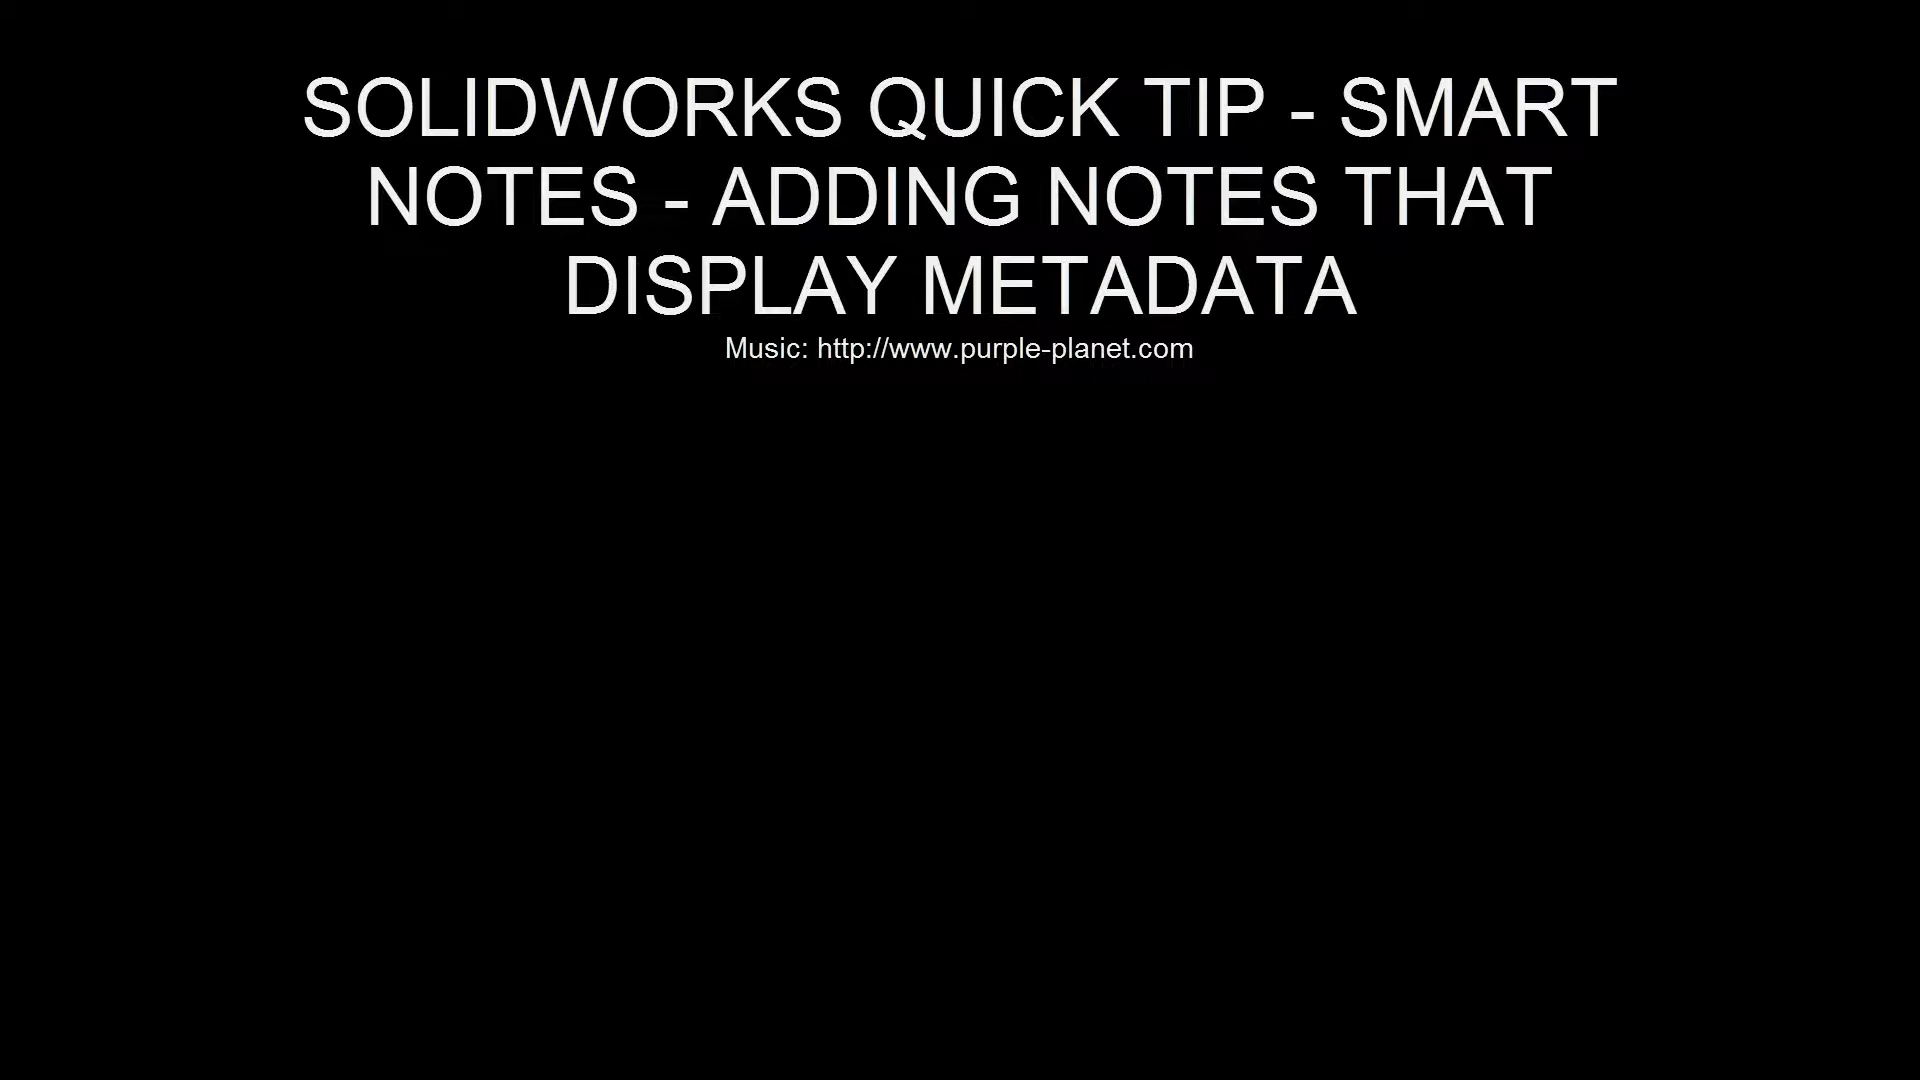 SOLIDWORKS QUICK TIP - SMART
NOTES - ADDING NOTES THAT
DISPLAY METADATA
Music: http://www.purple-planet.com